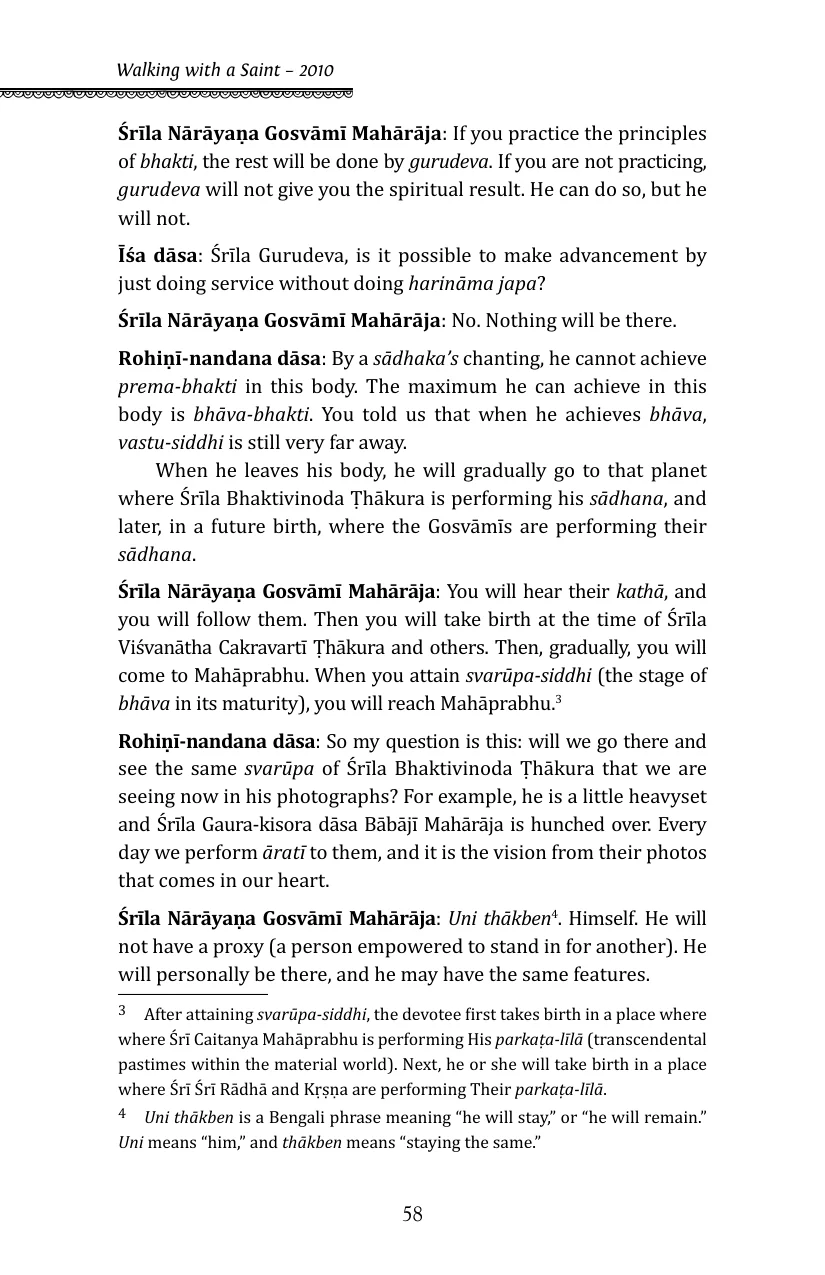 Walking with a Saint – 2010
Śrīla Nārāyaṇa Gosvāmī Mahārāja: If you practice the principles
of bhakti, the rest will be done by gurudeva. If you are not practicing,
gurudeva will not give you the spiritual result. He can do so, but he
will not.
Īśa dāsa: Śrīla Gurudeva, is it possible to make advancement by
just doing service without doing harināma japa?
Śrīla Nārāyaṇa Gosvāmī Mahārāja: No. Nothing will be there.
Rohiṇī-nandana dāsa: By a sādhaka’s chanting, he cannot achieve
prema-bhakti in this body. The maximum he can achieve in this
body is bhāva-bhakti. You told us that when he achieves bhāva,
vastu-siddhi is still very far away.
When he leaves his body, he will gradually go to that planet
where Śrīla Bhaktivinoda Ṭhākura is performing his sādhana, and
later, in a future birth, where the Gosvāmīs are performing their
sādhana.
Śrīla Nārāyaṇa Gosvāmī Mahārāja: You will hear their kathā, and
you will follow them. Then you will take birth at the time of Śrīla
Viśvanātha Cakravartī Ṭhākura and others. Then, gradually, you will
come to Mahāprabhu. When you attain svarūpa-siddhi (the stage of
bhāva in its maturity), you will reach Mahāprabhu.3
Rohiṇī-nandana dāsa: So my question is this: will we go there and
see the same svarūpa of Śrīla Bhaktivinoda Ṭhākura that we are
seeing now in his photographs? For example, he is a little heavyset
and Śrīla Gaura-kisora dāsa Bābājī Mahārāja is hunched over. Every
day we perform āratī to them, and it is the vision from their photos
that comes in our heart.
Śrīla Nārāyaṇa Gosvāmī Mahārāja: Uni thākben4. Himself. He will
not have a proxy (a person empowered to stand in for another). He
will personally be there, and he may have the same features.
3 After attaining svarūpa-siddhi, the devotee first takes birth in a place where
where Śrī Caitanya Mahāprabhu is performing His parkaṭa-līlā (transcendental
pastimes within the material world). Next, he or she will take birth in a place
where Śrī Śrī Rādhā and Kṛṣṇa are performing Their parkaṭa-līlā.
4 Uni thākben is a Bengali phrase meaning “he will stay,” or “he will remain.”
Uni means “him,” and thākben means “staying the same.”
58